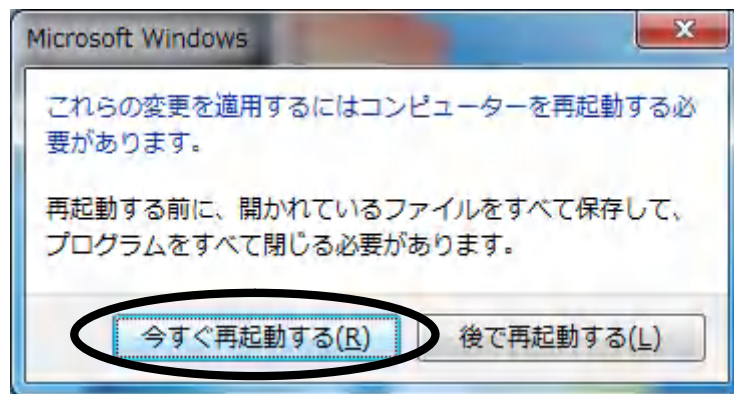 Microsoft Windows
これらの変更を適用するにはコンピューターを再起動する必
要があります。
再起動する前に、開かれているファイルをすべて保存して、
プログラムをすべて閉じる必要があります。
今すぐ再起動する(R) 後で再起動する(L)